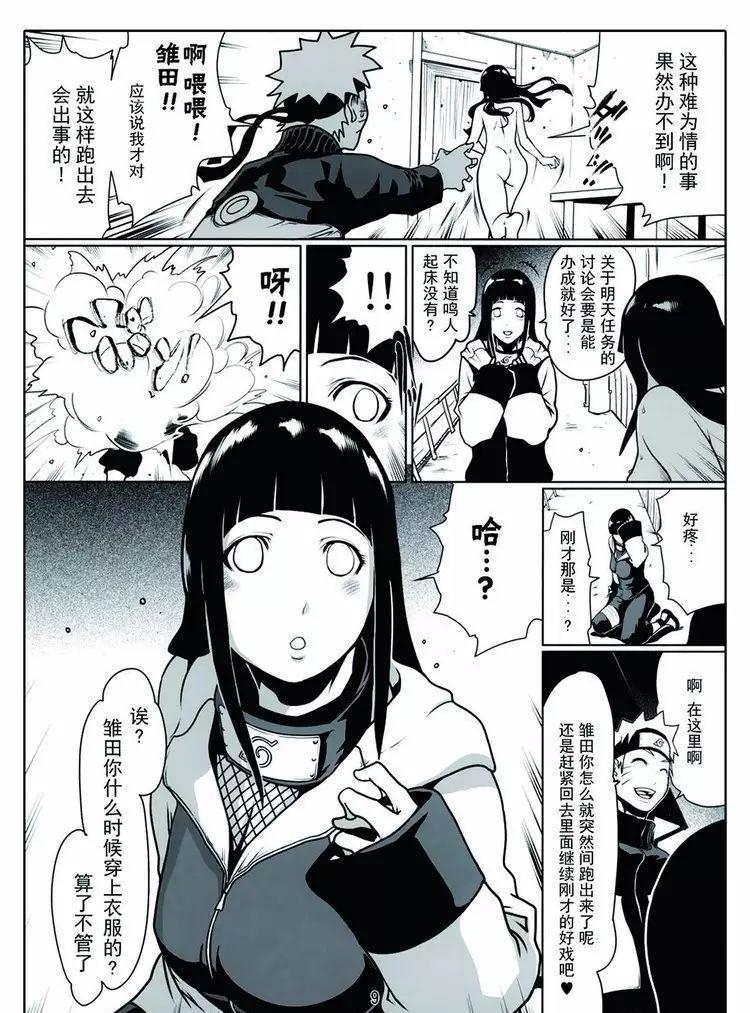 这种难为情的事
果然办不到啊！
啊 喂喂！
雏田！！
应该说我才对
就这样跑出去
会出事的！
关于明天任务的
讨论会要是能
办成就好了...
不知道鸣人
起床没有？
！！
呀！！
好疼...
刚才那是...？
哈...？
诶？
雏田你什么时候穿上衣服的？
算了不管了
啊 在这里啊
雏田你怎么就突然间跑出来了呢
还是赶紧回去里面继续刚才的好戏吧♥
9